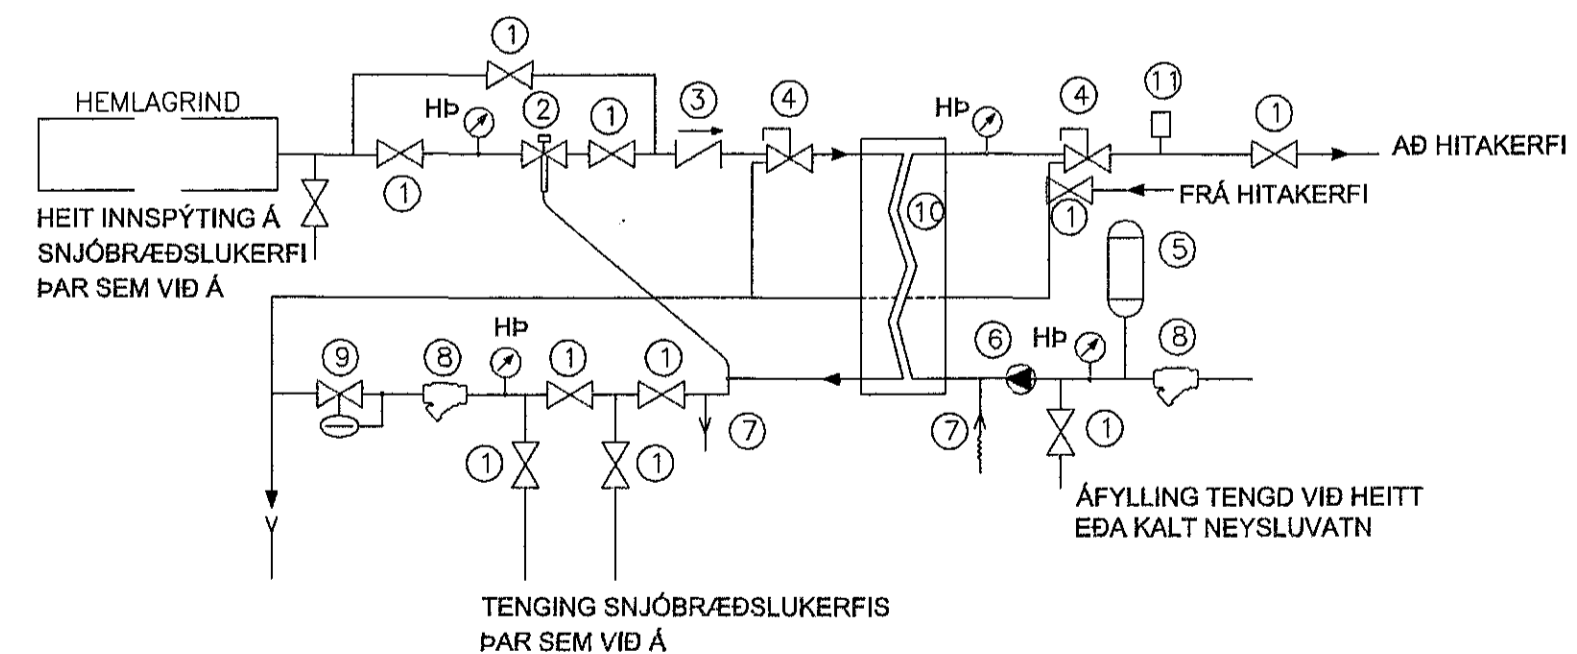 1
HEMLAGRIND
HÞ
2
1
3
4
HÞ
4
11
1
AÐ HITAKERFI
1
10
FRÁ HITAKERFI
1
HEIT INNSPÝTING Á
SNJÓBRÆÐSLUKERFI
ÞAR SEM VIÐ Á
5
9
8
HÞ
1
1
6
HÞ
8
1
1
7
7
1
ÁFYLLING TENGD VIÐ HEITT
EÐA KALT NEYSLUVATN
TENGING SNJÓBRÆÐSLUKERFIS
ÞAR SEM VIÐ Á